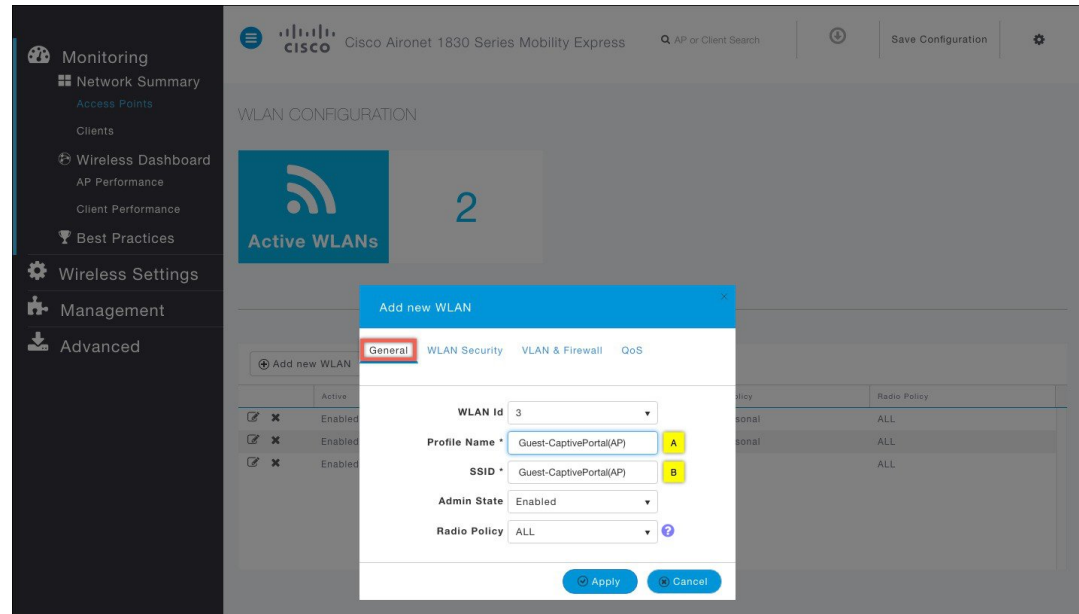 CISCO Cisco Aironet 1830 Series Mobility Express
AP or Client Search
Save Configuration
Monitoring
Network Summary
Access Points
Clients
Wireless Dashboard
AP Performance
Client Performance
Best Practices
Wireless Settings
Management
Advanced
WLAN CONFIGURATION
Active WLANs
2
Add new WLAN
Active
Radio Policy
Enabled
ALL
Enabled
ALL
Enabled
ALL
Add new WLAN
General WLAN Security VLAN & Firewall QoS
WLAN Id 3
Profile Name * Guest-CaptivePortal(AP) A
SSID * Guest-CaptivePortal(AP) B
Admin State Enabled
Radio Policy ALL ?
Apply Cancel